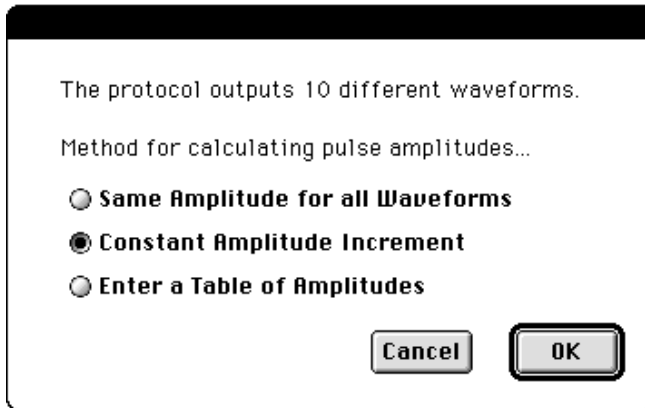 The protocol outputs 10 different waveforms.
Method for calculating pulse amplitudes...
Same Amplitude for all Waveforms
Constant Amplitude Increment
Enter a Table of Amplitudes
Cancel OK